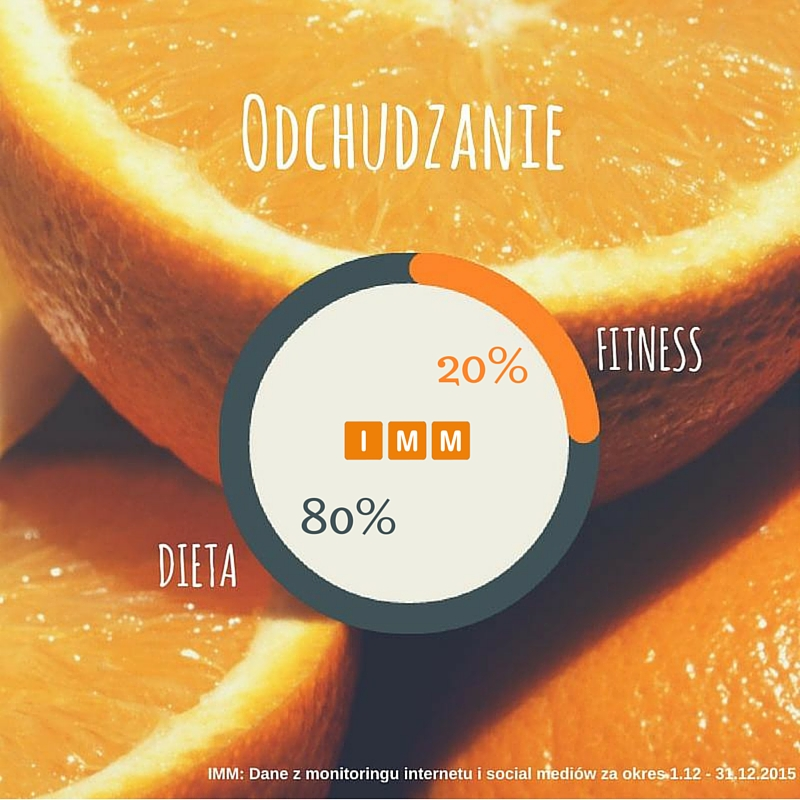 Odchudzanie
FITNESS
20%
IMM
80%
DIETA
IMM: Dane z monitoringu internetu i social mediów za okres 1.12 - 31.12.2015